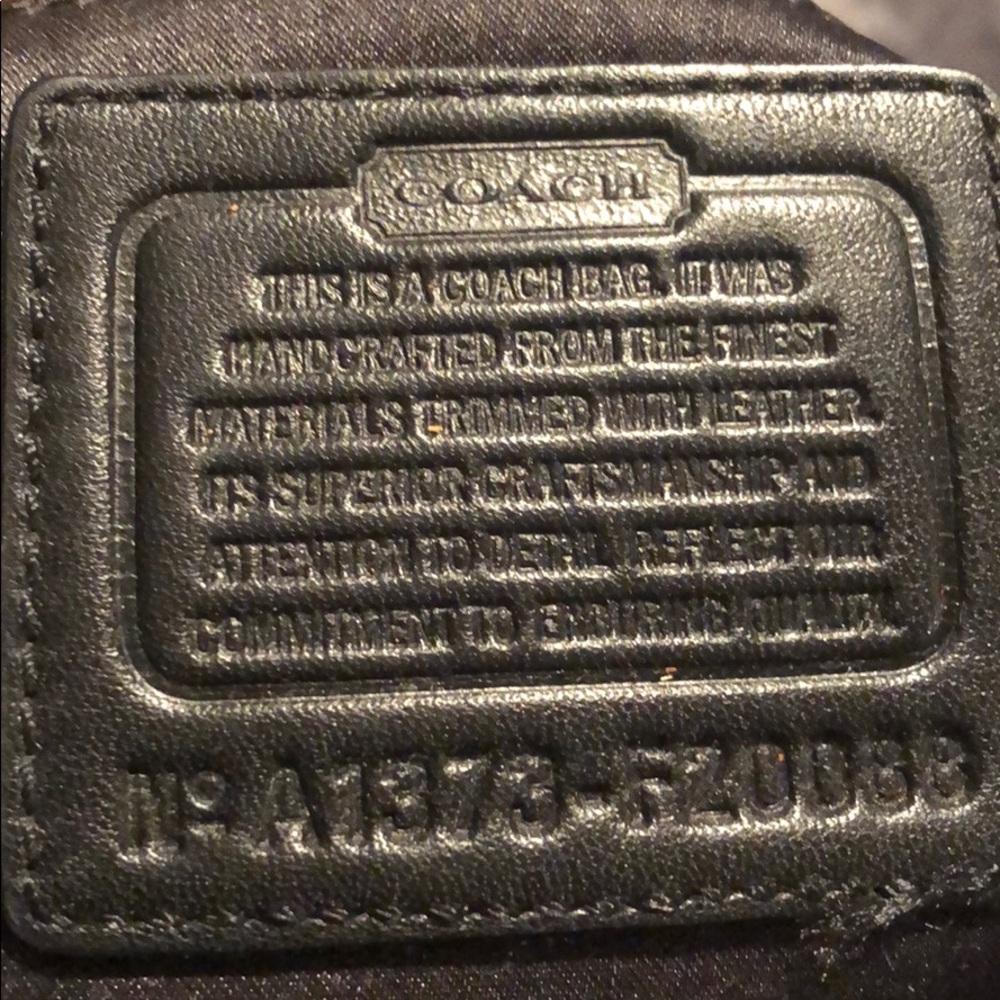 COACH
THIS IS A COACH BAG. IT WAS
HANDCRAFTED FROM THE FINEST
MATERIALS TRIMMED WITH LEATHER.
ITS SUPERIOR CRAFTSMANSHIP AND
ATTENTION TO DETAIL REFLECT OUR
COMMITMENT TO ENDURING QUALITY.
Nº A1373-